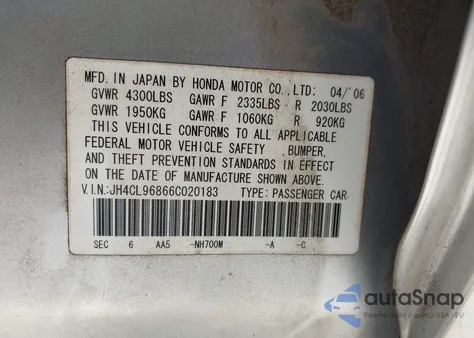 MFD. IN JAPAN BY HONDA MOTOR CO., LTD: 04/'06
GVWR 4300LBS GAWR F 2335LBS R 2030LBS
GVWR 1950KG GAWR F 1060KG R 920KG
THIS VEHICLE CONFORMS TO ALL APPLICABLE
FEDERAL MOTOR VEHICLE SAFETY ,BUMPER,
AND THEFT PREVENTION STANDARDS IN EFFECT
ON THE DATE OF MANUFACTURE SHOWN ABOVE.
V.I.N:JH4CL96866C020183 TYPE: PASSENGER CAR
SEC 6 AA5 -NH700M -A -C
autoSnap